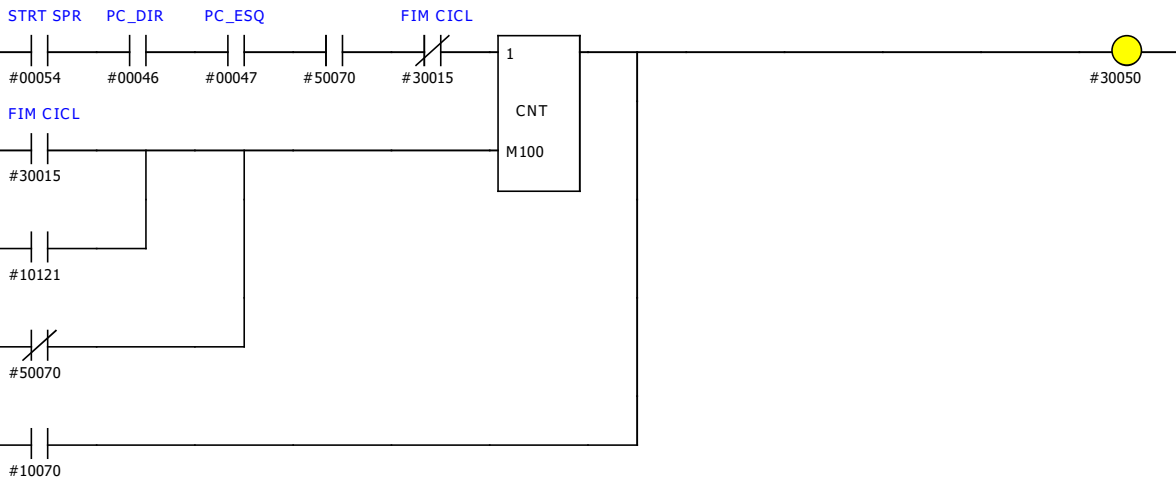 STRT SPR PC_DIR PC_ESQ FIM CICL
1
#00054 #00046 #00047 #50070 #30015 #30050
CNT
FIM CICL
M100
#30015
#10121
#50070
#10070